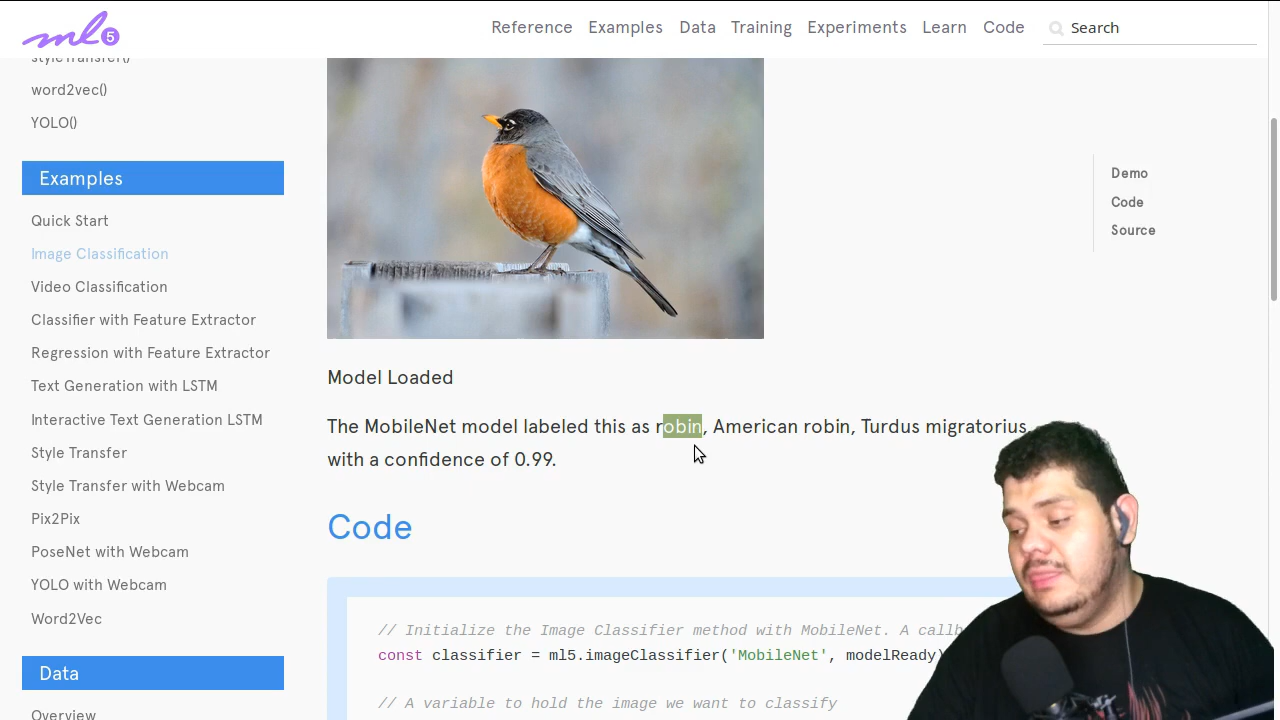 ml5
Reference Examples Data Training Experiments Learn Code Search
styleTransfer()
word2vec()
YOLO()
Examples
Quick Start
Image Classification
Video Classification
Classifier with Feature Extractor
Regression with Feature Extractor
Text Generation with LSTM
Interactive Text Generation LSTM
Style Transfer
Style Transfer with Webcam
Pix2Pix
PoseNet with Webcam
YOLO with Webcam
Word2Vec
Data
Overview
Model Loaded
The MobileNet model labeled this as robin, American robin, Turdus migratorius,
with a confidence of 0.99.
Code
// Initialize the Image Classifier method with MobileNet. A callb
const classifier = ml5.imageClassifier('MobileNet', modelReady)
// A variable to hold the image we want to classify
Demo
Code
Source